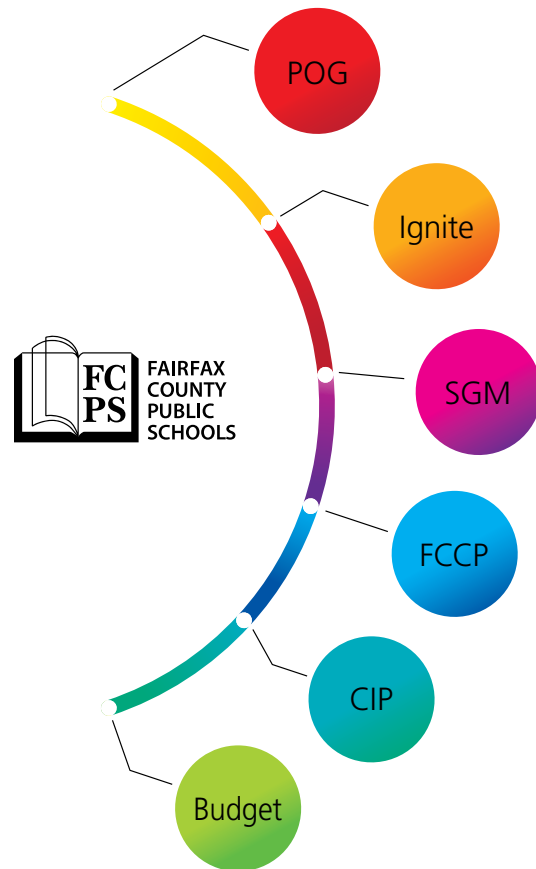 POG
Ignite
SGM
FC
PS
FAIRFAX
COUNTY
PUBLIC
SCHOOLS
FCCP
CIP
Budget